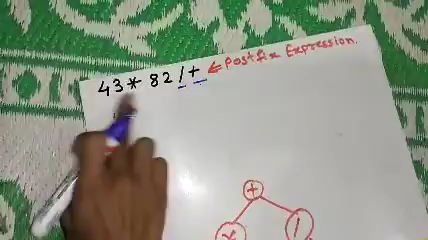 43* 82/+ ← Postfix Expression.
+
* /